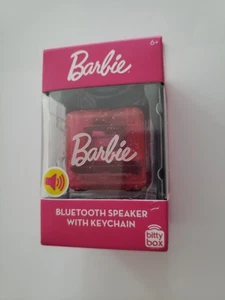 Barbie
6+
Barbie
BLUETOOTH SPEAKER
WITH KEYCHAIN
bitty
box